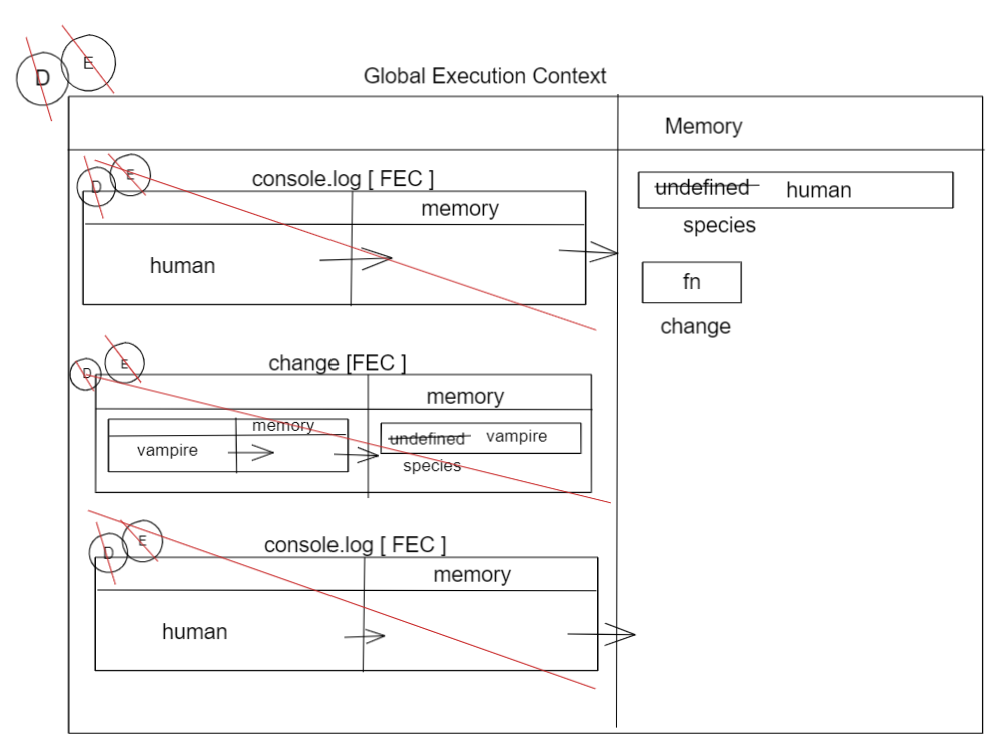 D E
Global Execution Context
Memory
D E
console.log [ FEC ]
memory
human
undefined human
species
fn
change
D E
change [FEC ]
memory
memory
vampire
undefined vampire
species
D E
console.log [ FEC ]
memory
human